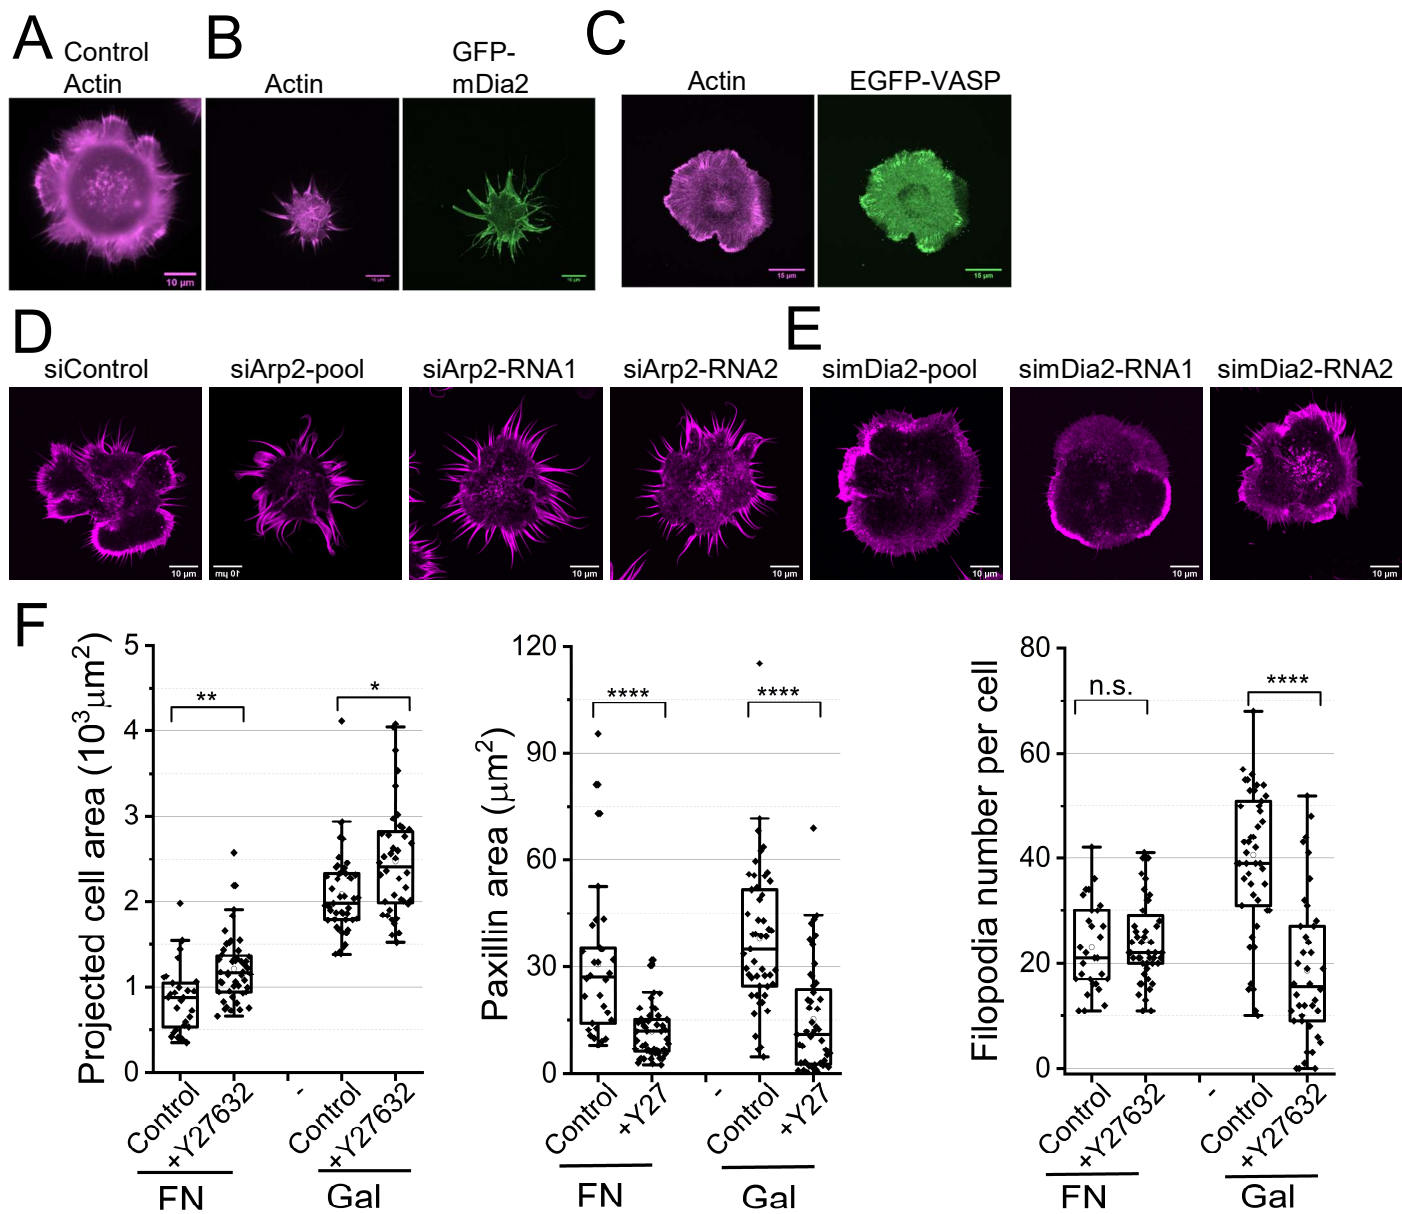 A
Control
Actin
B
Actin
GFP-
mDia2
C
Actin
EGFP-VASP
10 µm
15 µm
15 µm
D
siControl
siArp2-pool
siArp2-RNA1
siArp2-RNA2
E
simDia2-pool
simDia2-RNA1
simDia2-RNA2
10 µm
10 µm
10 µm
10 µm
10 µm
10 µm
10 µm
F
Projected cell area (10³µm²)
5
4
3
2
1
0
**
*
Control
+Y27632
-
Control
+Y27632
FN
Gal
Paxillin area (µm²)
120
90
60
30
0
****
****
Control
+Y27
-
Control
+Y27
FN
Gal
Filopodia number per cell
80
60
40
20
0
n.s.
****
Control
+Y27632
-
Control
+Y27632
FN
Gal